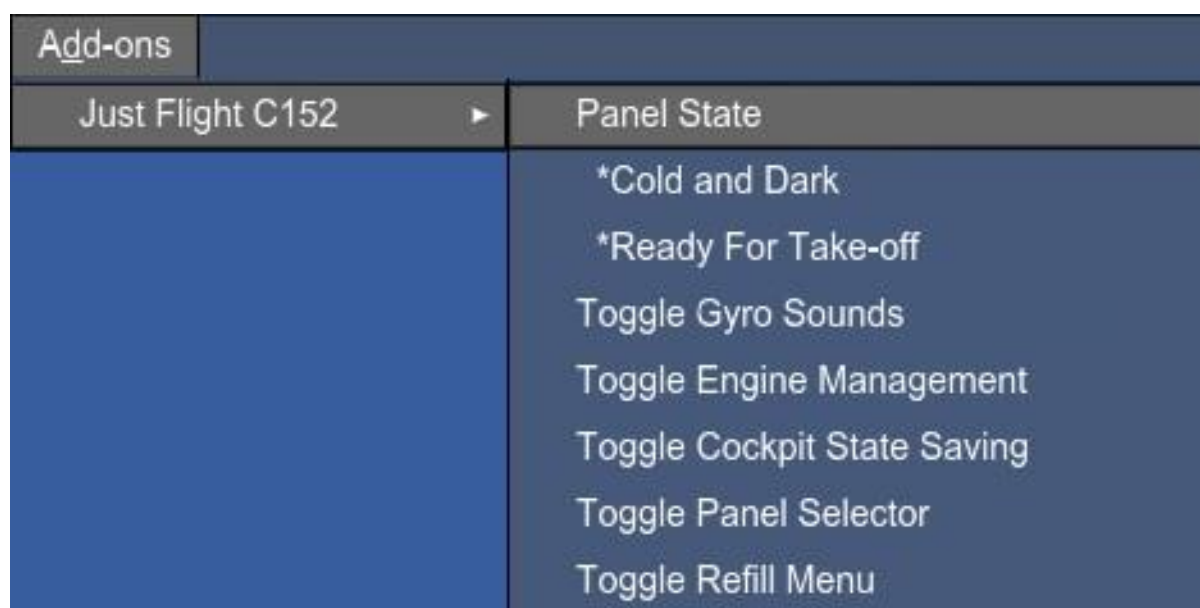 Add-ons
Just Flight C152 ► Panel State
*Cold and Dark
*Ready For Take-off
Toggle Gyro Sounds
Toggle Engine Management
Toggle Cockpit State Saving
Toggle Panel Selector
Toggle Refill Menu